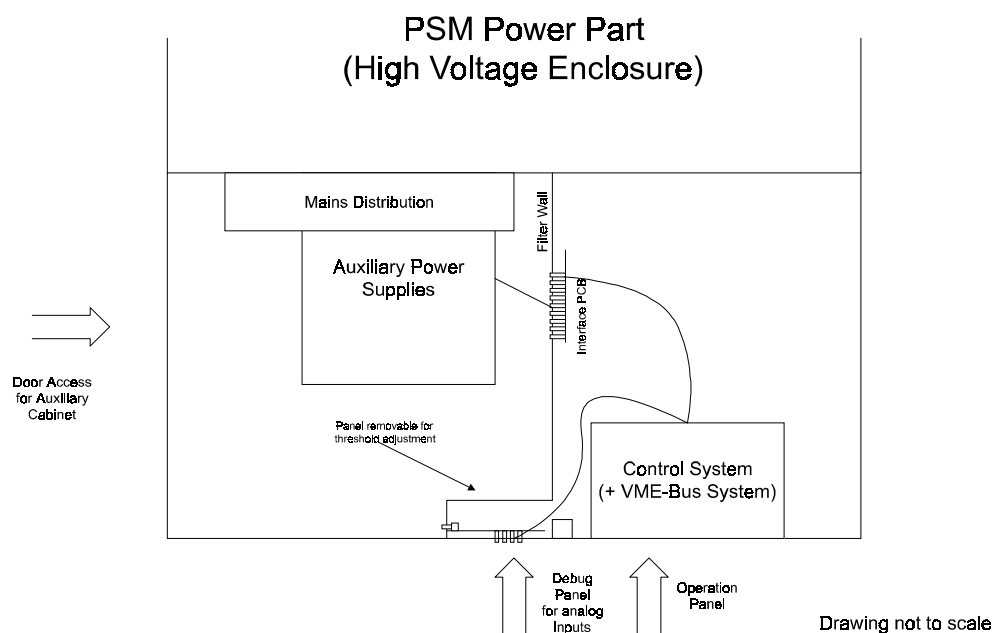 PSM Power Part
(High Voltage Enclosure)
Mains Distribution
Filter Wall
Auxiliary Power
Supplies
Interface PCB
Door Access
for Auxiliary
Cabinet
Panel removable for
threshold adjustment
Control System
(+ VME-Bus System)
Debug
Panel
for analog
Inputs
Operation
Panel
Drawing not to scale